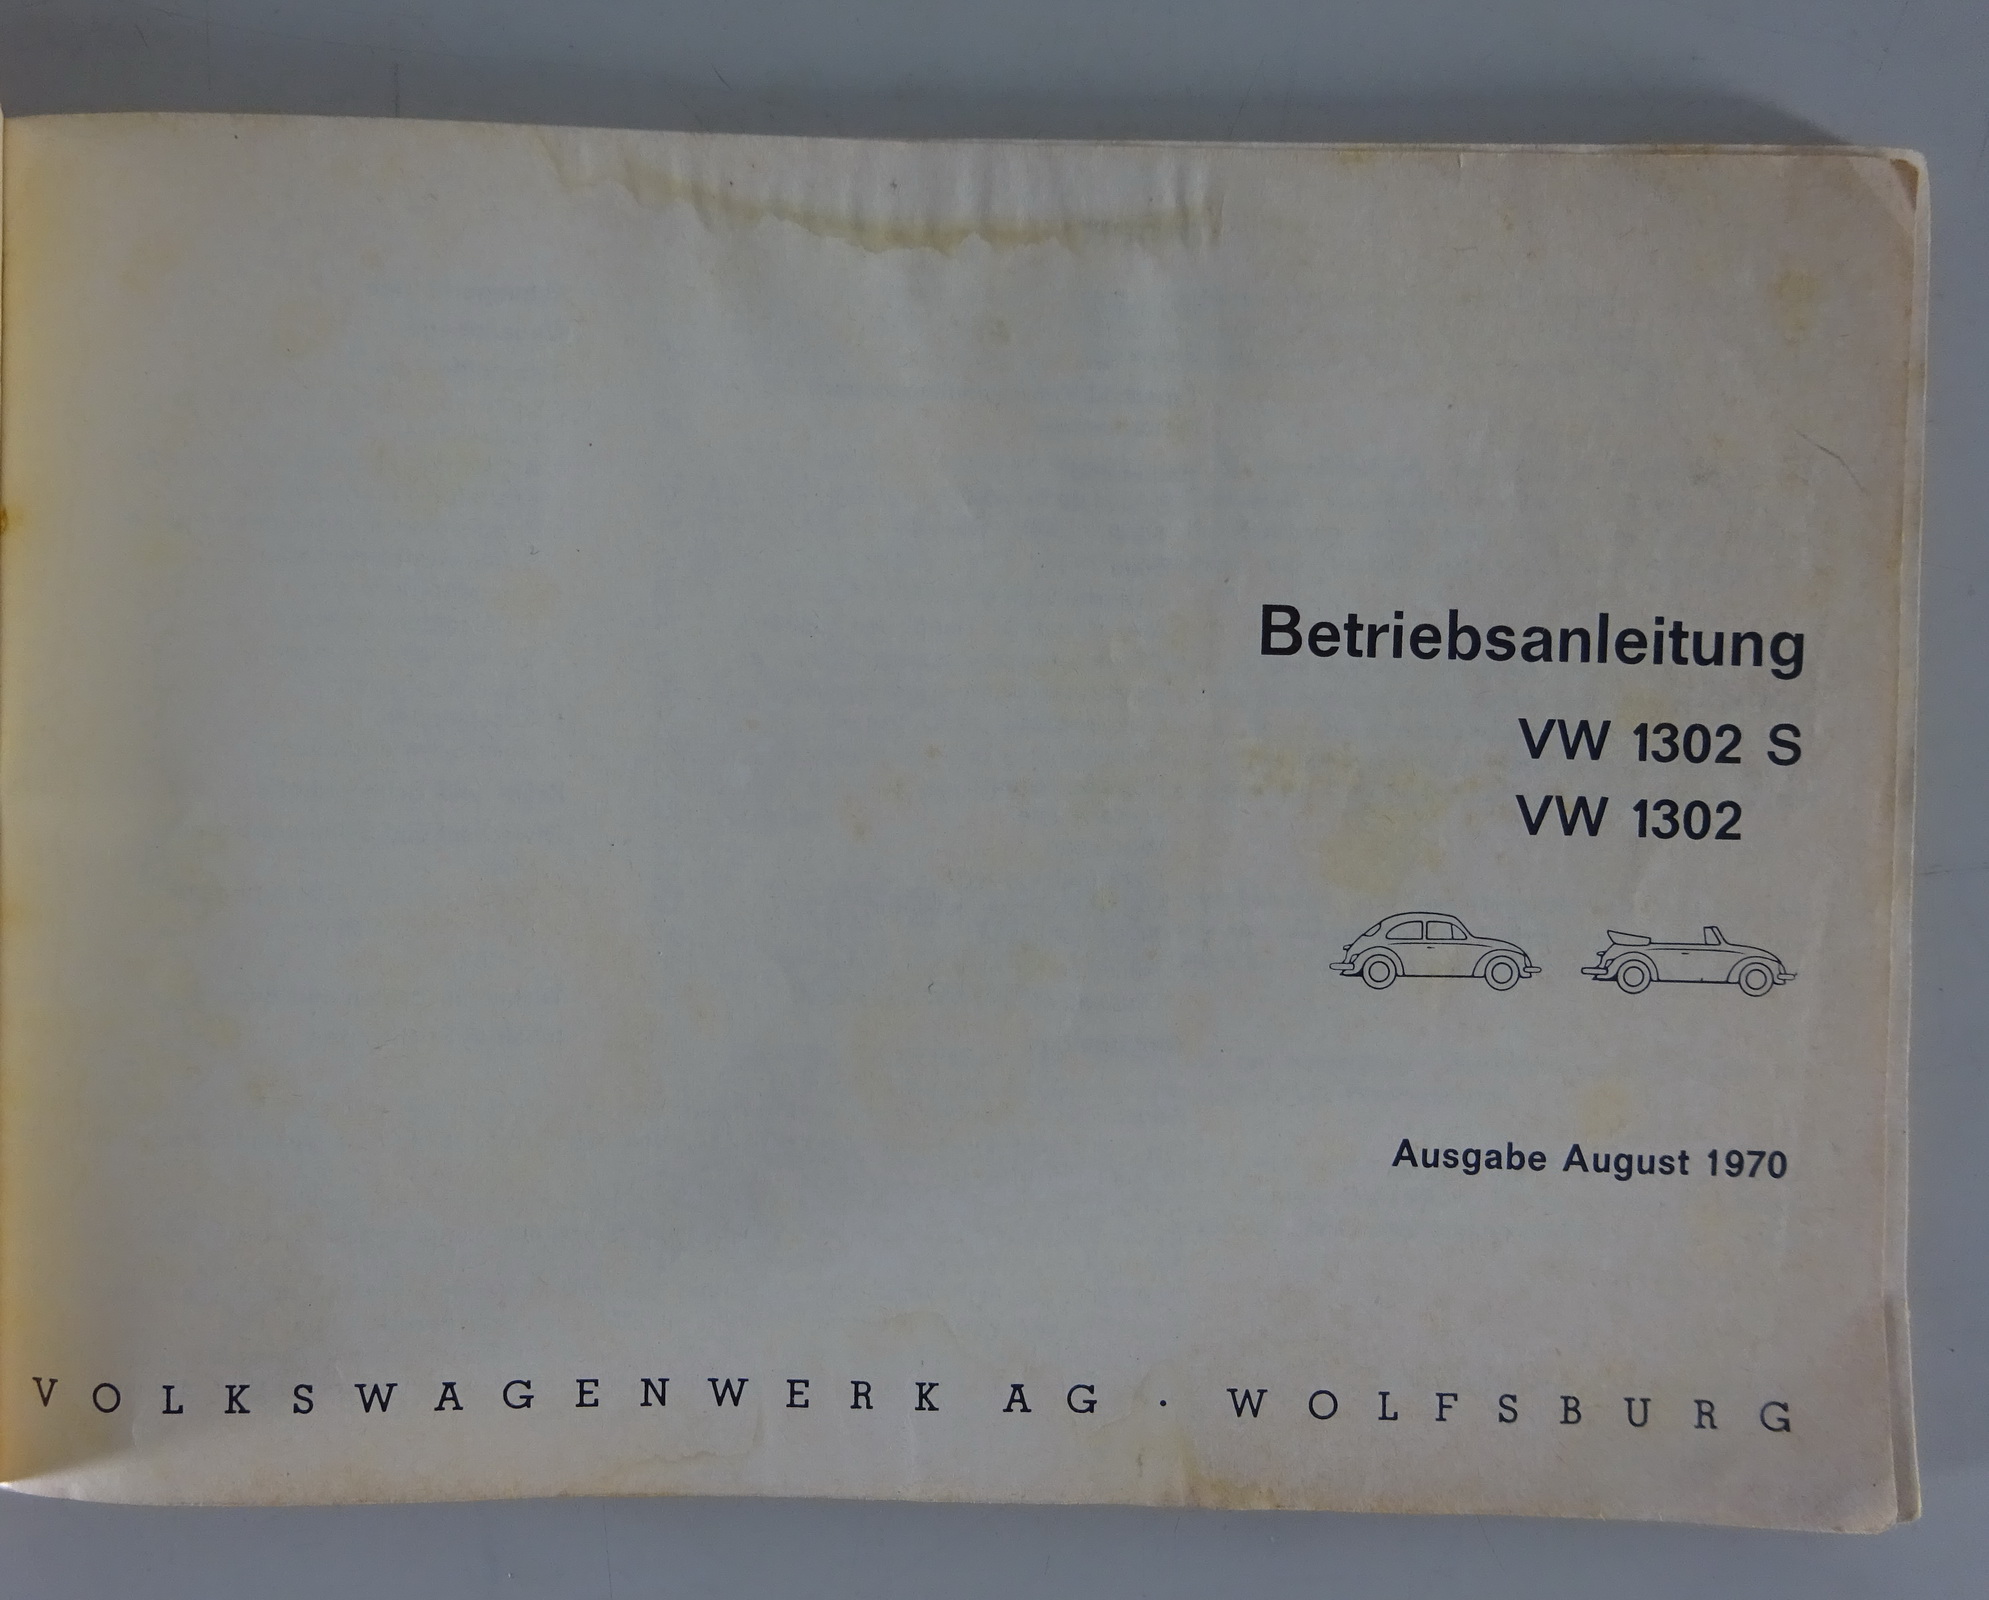 Betriebsanleitung
VW 1302 S
VW 1302
Ausgabe August 1970
VOLKSWAGENWERK AG · WOLFSBURG